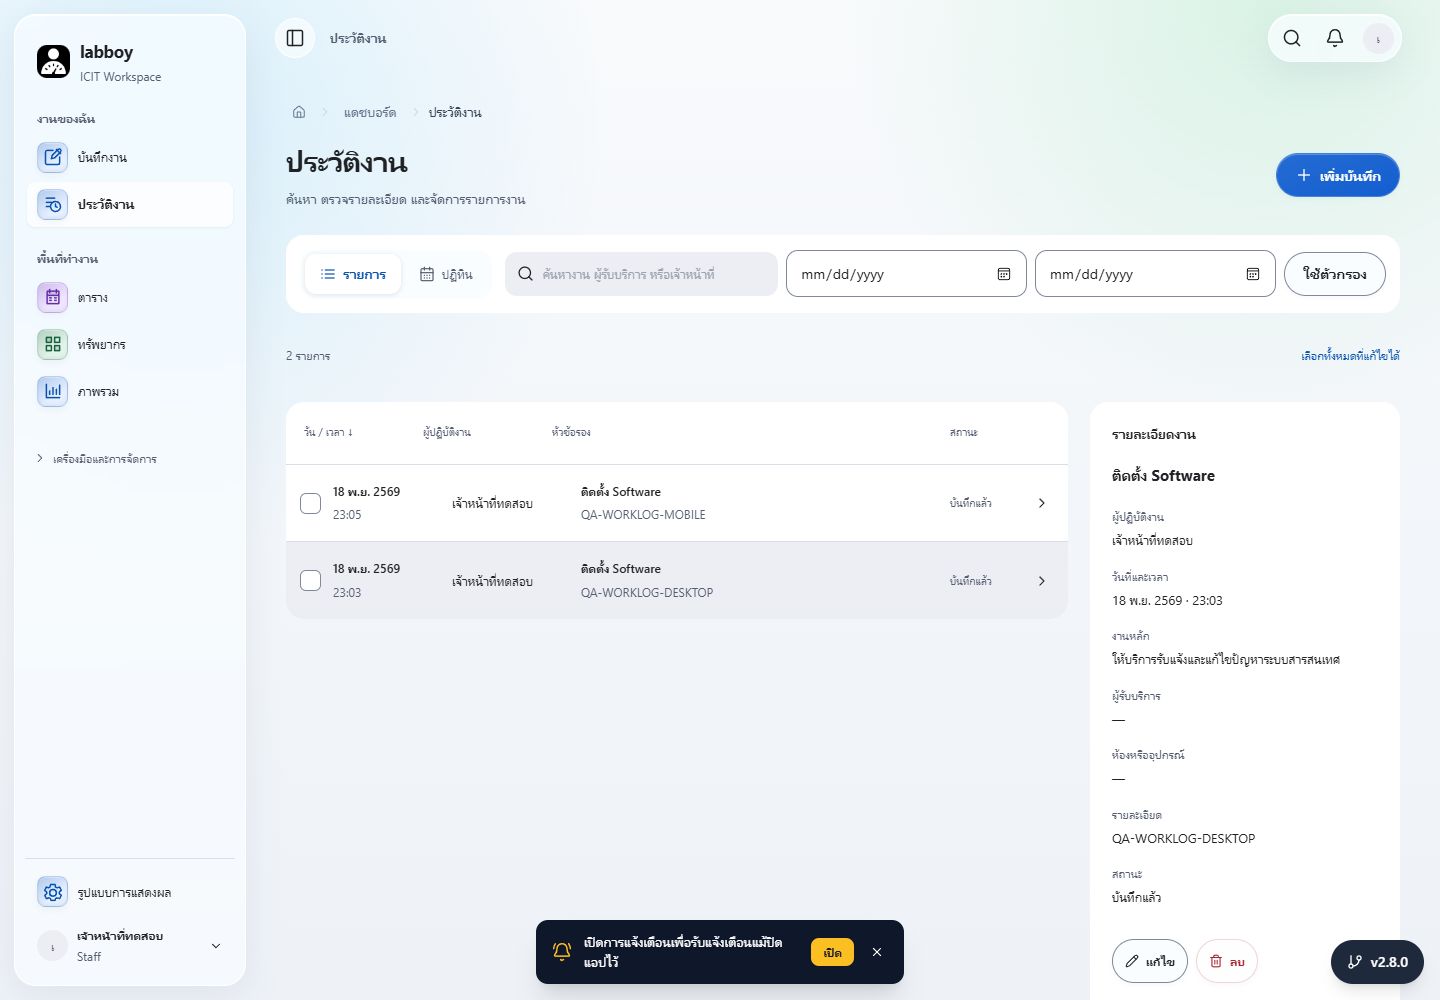 labboy
ICIT Workspace
งานของฉัน
บันทึกงาน
ประวัติงาน
พื้นที่ทำงาน
ตาราง
ทรัพยากร
ภาพรวม
เครื่องมือและการจัดการ
รูปแบบการแสดงผล
เจ้าหน้าที่ทดสอบ
Staff
ประวัติงาน
แดชบอร์ด
ประวัติงาน
ประวัติงาน
ค้นหา ตรวจรายละเอียด และจัดการรายการงาน
เพิ่มบันทึก
รายการ
ปฏิทิน
ค้นหางาน ผู้รับบริการ หรือเจ้าหน้าที่
mm/dd/yyyy
mm/dd/yyyy
ใช้ตัวกรอง
2 รายการ
เลือกทั้งหมดที่แก้ไขได้
วัน / เวลา ↓ ผู้ปฏิบัติงาน หัวข้อรอง สถานะ
18 พ.ย. 2569
23:05
เจ้าหน้าที่ทดสอบ
ติดตั้ง Software
QA-WORKLOG-MOBILE
บันทึกแล้ว
18 พ.ย. 2569
23:03
เจ้าหน้าที่ทดสอบ
ติดตั้ง Software
QA-WORKLOG-DESKTOP
บันทึกแล้ว
รายละเอียดงาน
ติดตั้ง Software
ผู้ปฏิบัติงาน
เจ้าหน้าที่ทดสอบ
วันที่และเวลา
18 พ.ย. 2569 · 23:03
งานหลัก
ให้บริการรับแจ้งและแก้ไขปัญหาระบบสารสนเทศ
ผู้รับบริการ
—
ห้องหรืออุปกรณ์
—
รายละเอียด
QA-WORKLOG-DESKTOP
สถานะ
บันทึกแล้ว
แก้ไข
ลบ
เปิดการแจ้งเตือนเพื่อรับแจ้งเตือนแม้ปิด
แอปไว้
เปิด
v2.8.0